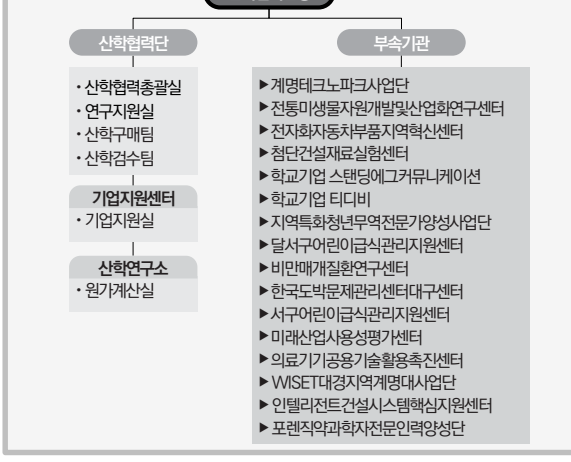 산학협력단
・산학협력총괄실
・연구지원실
・산학구매팀
・산학검수팀
기업지원센터
・기업지원실
산학연구소
・원가계산실
부속기관
▶계명테크노파크사업단
▶전통미생물자원개발및산업화연구센터
▶전자화자동차부품지역혁신센터
▶첨단건설재료실험센터
▶학교기업 스탠딩에그커뮤니케이션
▶학교기업 티디비
▶지역특화청년무역전문가양성사업단
▶달서구어린이급식관리지원센터
▶비만매개질환연구센터
▶한국도박문제관리센터대구센터
▶서구어린이급식관리지원센터
▶미래산업사용성평가센터
▶의료기기공용기술활용촉진센터
▶WISET대경지역계명대사업단
▶인텔리전트건설시스템핵심지원센터
▶포렌직약과학자전문인력양성단